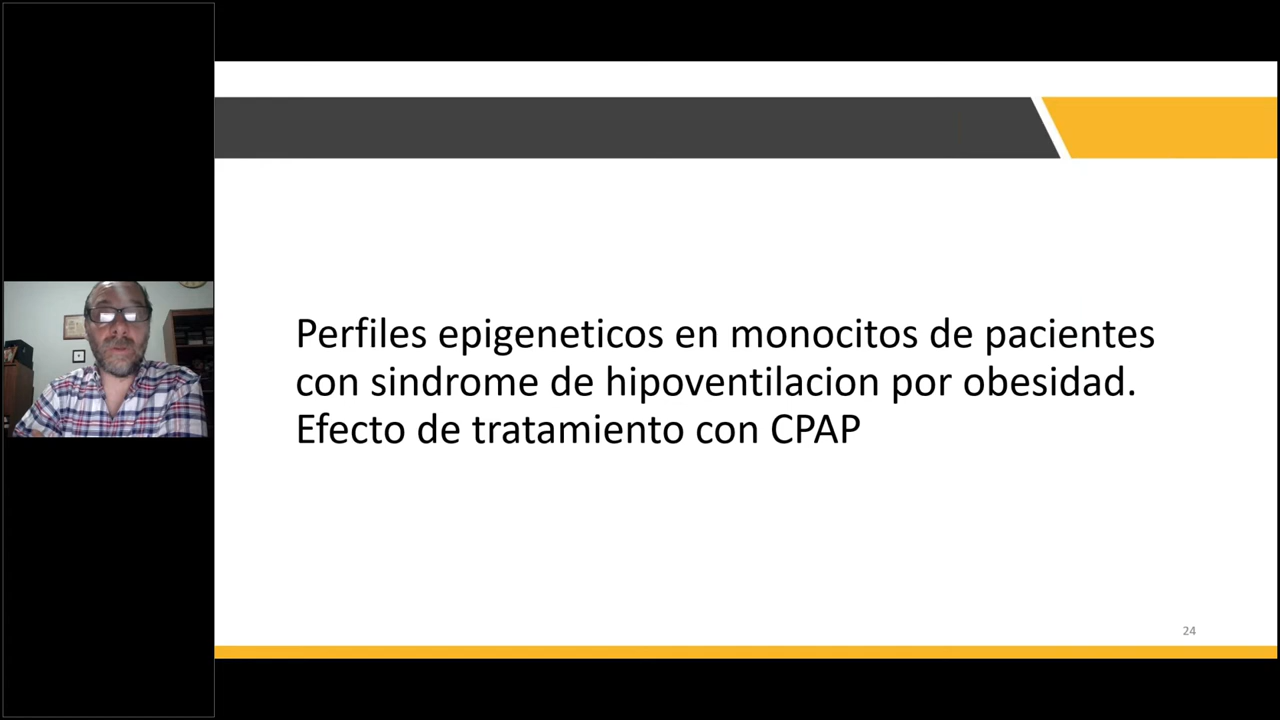 Perfiles epigeneticos en monocitos de pacientes
con sindrome de hipoventilacion por obesidad.
Efecto de tratamiento con CPAP
24